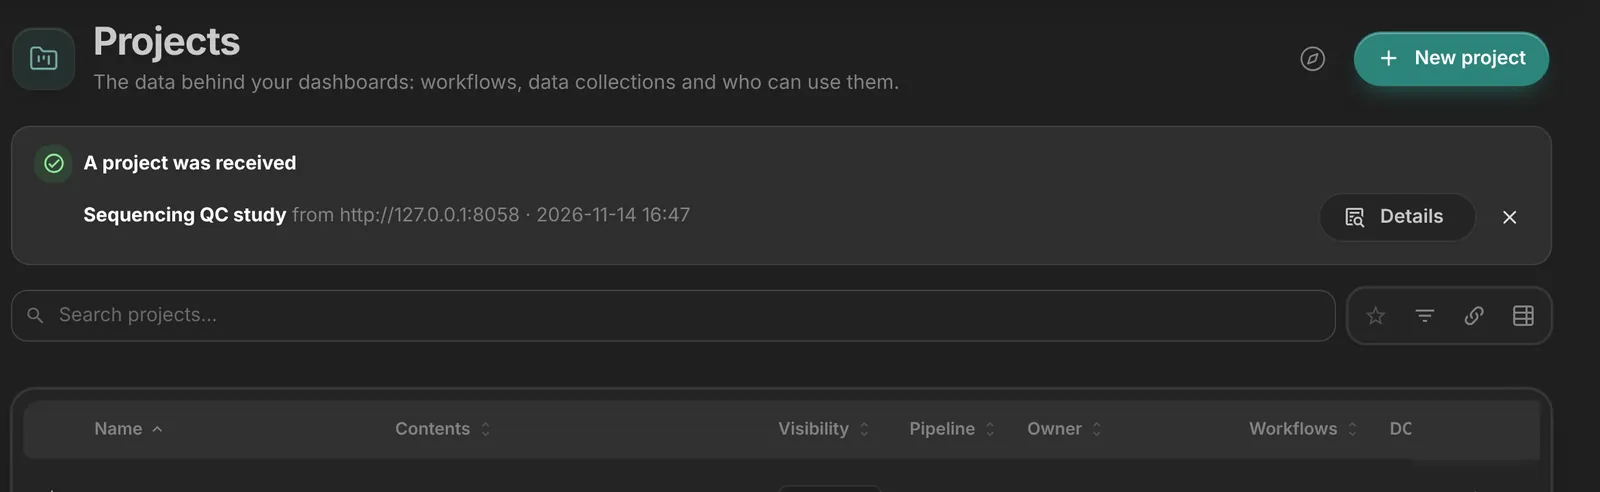 Projects
The data behind your dashboards: workflows, data collections and who can use them.
New project
A project was received
Sequencing QC study from http://127.0.0.1:8058 · 2026-11-14 16:47
Details
Search projects...
Name Contents Visibility Pipeline Owner Workflows DC